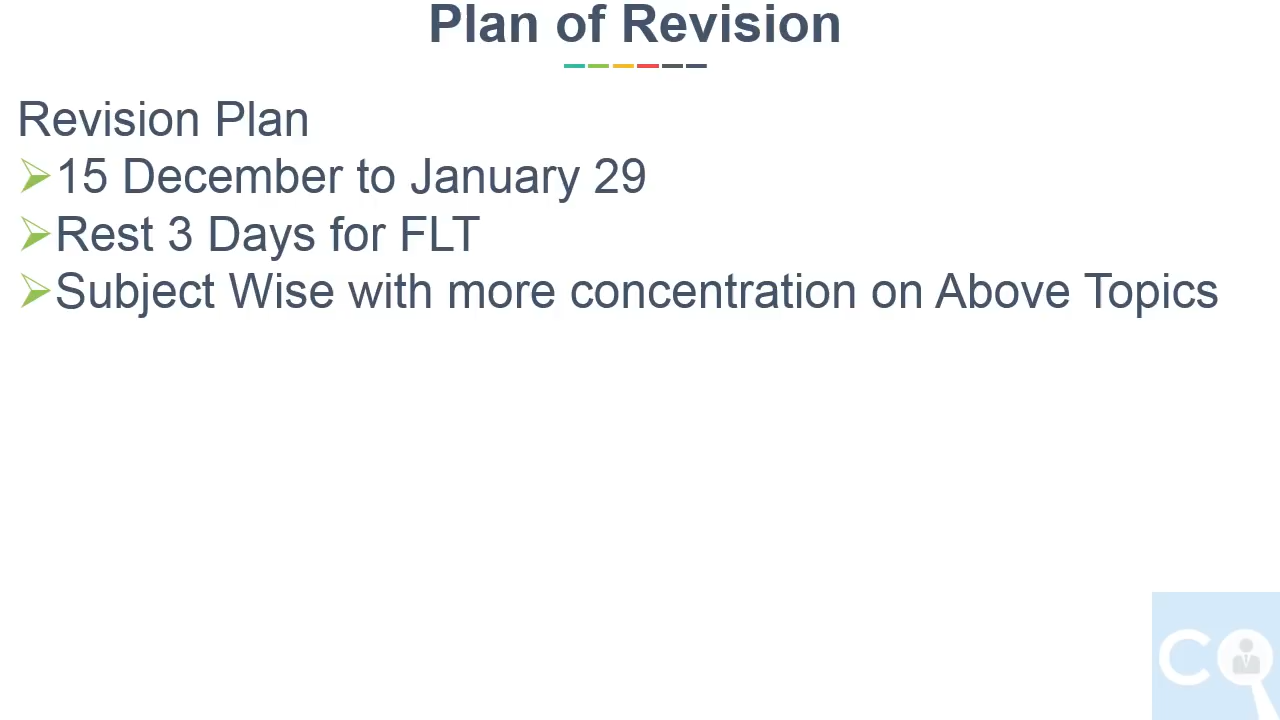 Plan of Revision
Revision Plan
15 December to January 29
Rest 3 Days for FLT
Subject Wise with more concentration on Above Topics
CQ